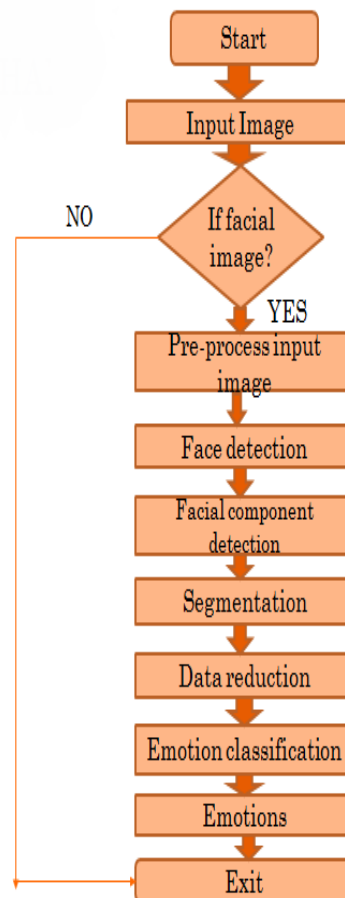 Start
Input Image
If facial
image?
NO
YES
Pre-process input
image
Face detection
Facial component
detection
Segmentation
Data reduction
Emotion classification
Emotions
Exit